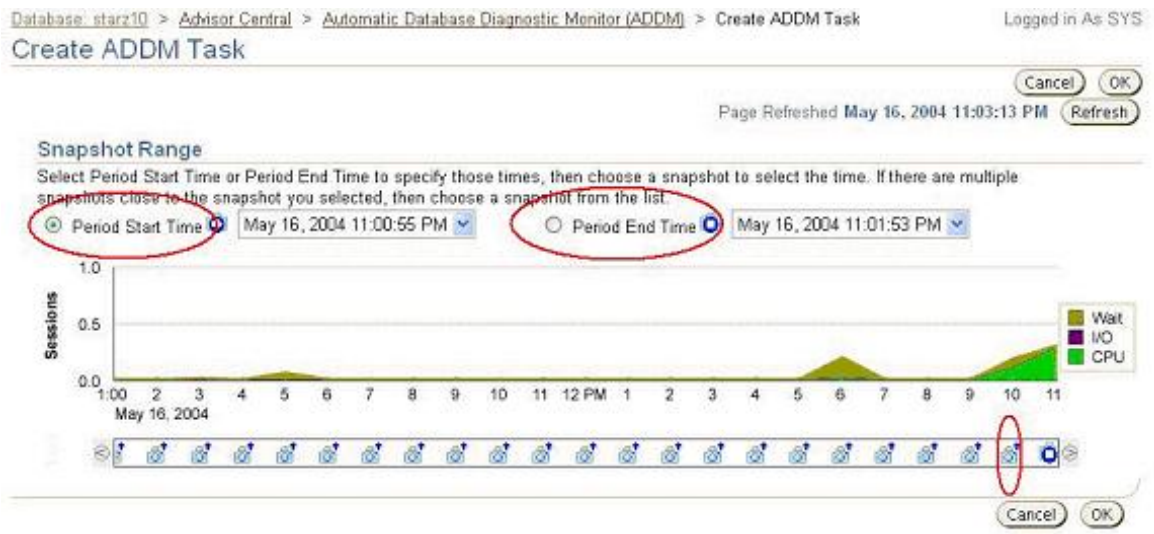 Database: starz10 > Advisor Central > Automatic Database Diagnostic Monitor (ADDM) > Create ADDM Task
Logged in As SYS
Create ADDM Task
Cancel OK
Page Refreshed May 16, 2004 11:03:13 PM Refresh
Snapshot Range
Select Period Start Time or Period End Time to specify those times, then choose a snapshot to select the time. If there are multiple
snapshots close to the snapshot you selected, then choose a snapshot from the list.
Period Start Time May 16, 2004 11:00:55 PM Period End Time May 16, 2004 11:01:53 PM
Sessions
1.0
0.5
0.0
Wait
I/O
CPU
1:00 2 3 4 5 6 7 8 9 10 11 12 PM 1 2 3 4 5 6 7 8 9 10 11
May 16, 2004
Cancel OK